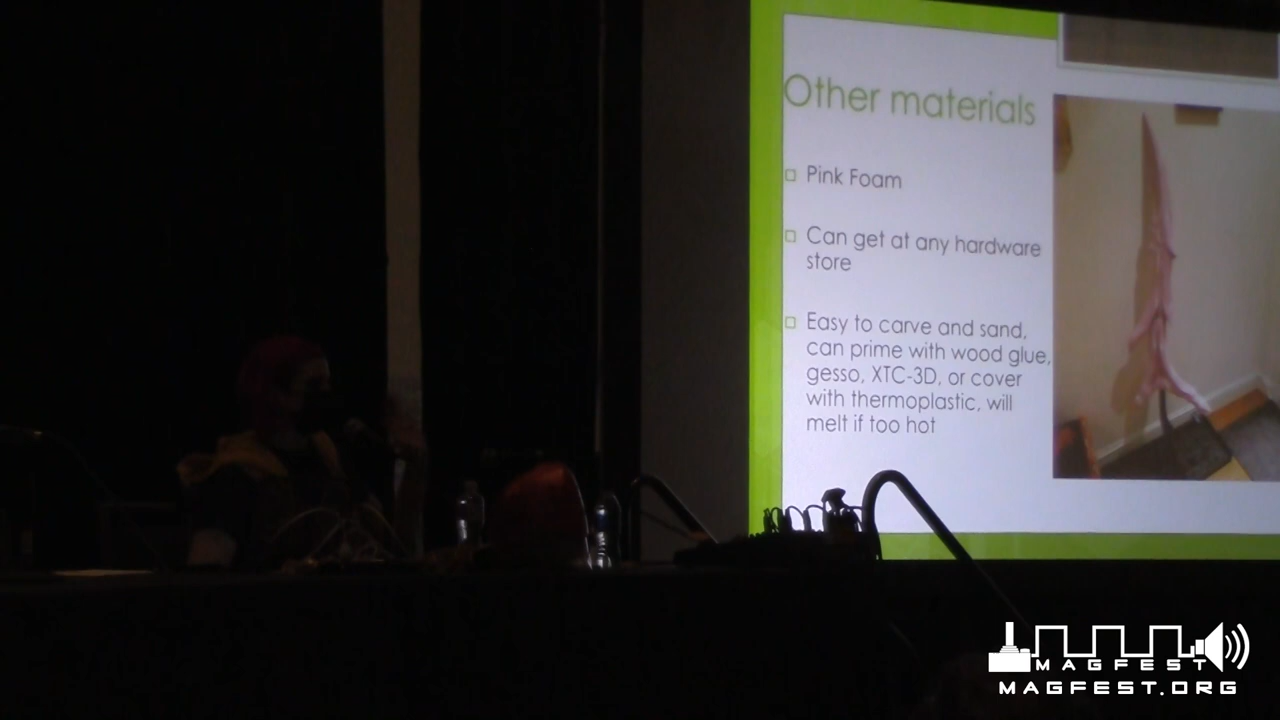 Other materials
Pink Foam
Can get at any hardware
store
Easy to carve and sand,
can prime with wood glue,
gesso, XTC-3D, or cover
with thermoplastic, will
melt if too hot
MAGFEST
MAGFEST.ORG